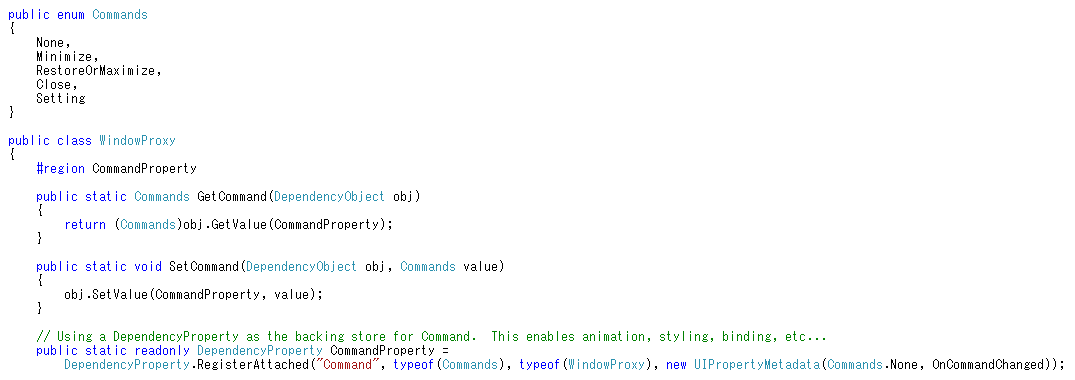 public enum Commands
{
    None,
    Minimize,
    RestoreOrMaximize,
    Close,
    Setting
}

public class WindowProxy
{
    #region CommandProperty

    public static Commands GetCommand(DependencyObject obj)
    {
        return (Commands)obj.GetValue(CommandProperty);
    }

    public static void SetCommand(DependencyObject obj, Commands value)
    {
        obj.SetValue(CommandProperty, value);
    }

    // Using a DependencyProperty as the backing store for Command.  This enables animation, styling, binding, etc...
    public static readonly DependencyProperty CommandProperty =
        DependencyProperty.RegisterAttached("Command", typeof(Commands), typeof(WindowProxy), new UIPropertyMetadata(Commands.None, OnCommandChanged));